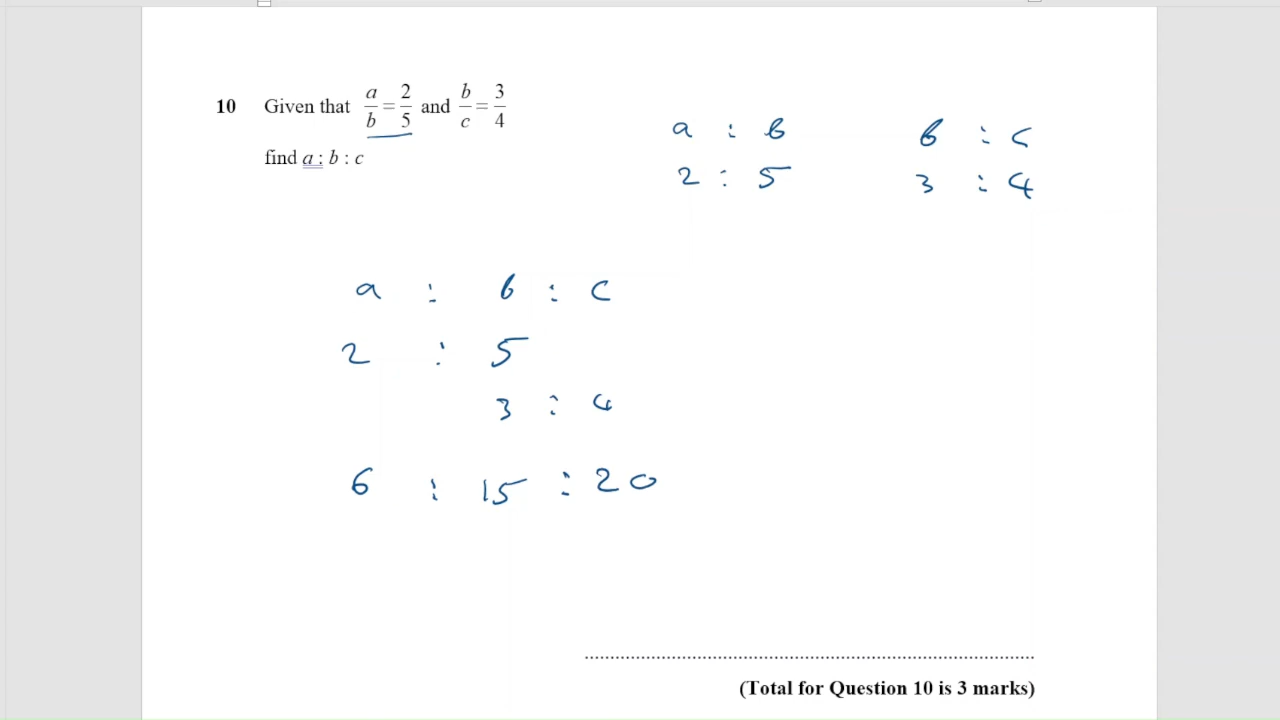 10 Given that a/b = 2/5 and b/c = 3/4
find a : b : c
a : b
2 : 5
b : c
3 : 4
a : b : c
2 : 5
3 : 4
6 : 15 : 20
(Total for Question 10 is 3 marks)